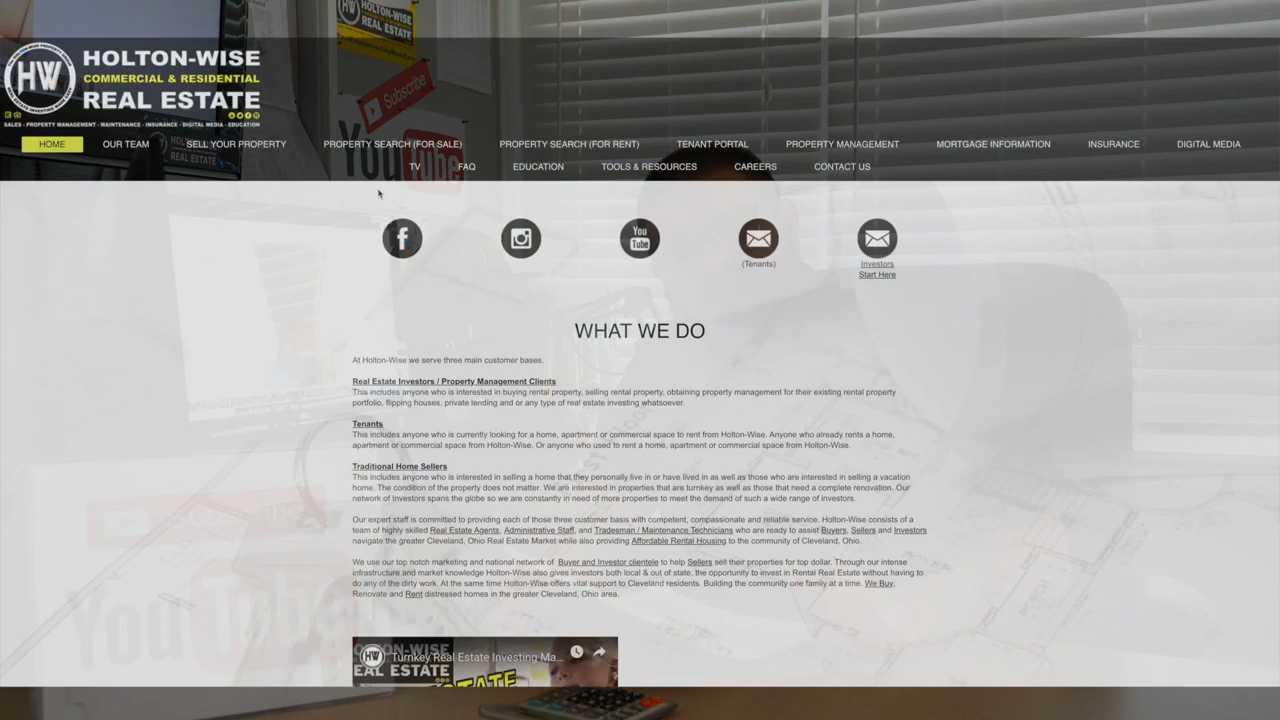 HOLTON-WISE
REAL ESTATE
Subscribe
HOLTON-WISE
COMMERCIAL & RESIDENTIAL
REAL ESTATE
SALES - PROPERTY MANAGEMENT - MAINTENANCE - INSURANCE - DIGITAL MEDIA - EDUCATION
HW
You
Tube
HOME OUR TEAM SELL YOUR PROPERTY PROPERTY SEARCH (FOR SALE) PROPERTY SEARCH (FOR RENT) TENANT PORTAL PROPERTY MANAGEMENT MORTGAGE INFORMATION INSURANCE DIGITAL MEDIA
TV FAQ EDUCATION TOOLS & RESOURCES CAREERS CONTACT US
You
Tube
(Tenants)
Investors
Start Here
WHAT WE DO
At Holton-Wise we serve three main customer bases.
Real Estate Investors / Property Management Clients
This includes anyone who is interested in buying rental property, selling rental property, obtaining property management for their existing rental property
portfolio, flipping houses, private lending and or any type of real estate investing whatsoever.
Tenants
This includes anyone who is currently looking for a home, apartment or commercial space to rent from Holton-Wise. Anyone who already rents a home,
apartment or commercial space from Holton-Wise. Or anyone who used to rent a home, apartment or commercial space from Holton-Wise.
Traditional Home Sellers
This includes anyone who is interested in selling a home that they personally live in or have lived in as well as those who are interested in selling a vacation
home. The condition of the property does not matter. We are interested in properties that are turnkey as well as those that need a complete renovation. Our
network of Investors spans the globe so we are constantly in need of more properties to meet the demand of such a wide range of investors.
Our expert staff is committed to providing each of those three customer basis with competent, compassionate and reliable service. Holton-Wise consists of a
team of highly skilled Real Estate Agents, Administrative Staff, and Tradesman / Maintenance Technicians who are ready to assist Buyers, Sellers and Investors
navigate the greater Cleveland, Ohio Real Estate Market while also providing Affordable Rental Housing to the community of Cleveland, Ohio.
We use our top notch marketing and national network of Buyer and Investor clientele to help Sellers sell their properties for top dollar. Through our intense
infrastructure and market knowledge Holton-Wise also gives investors both local & out of state, the opportunity to invest in Rental Real Estate without having to
do any of the dirty work. At the same time Holton-Wise offers vital support to Cleveland residents. Building the community one family at a time. We Buy,
Renovate and Rent distressed homes in the greater Cleveland, Ohio area.
HW Turnkey Real Estate Investing Ma...
REAL ESTATE
You Tube